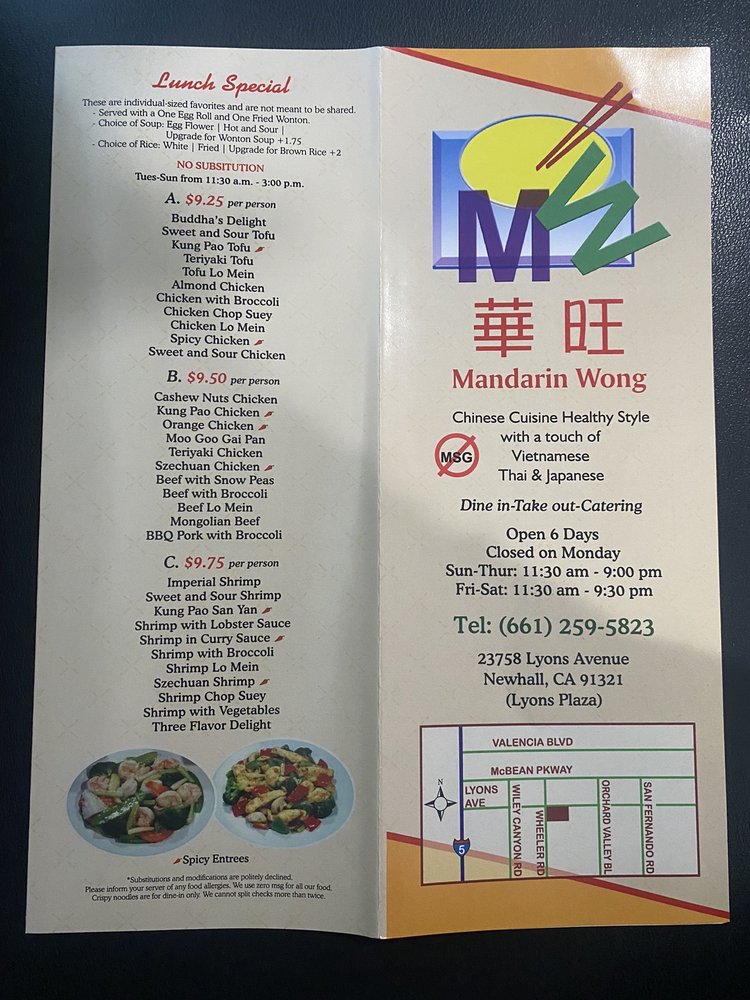 Lunch Special
These are individual-sized favorites and are not meant to be shared.
- Served with a One Egg Roll and One Fried Wonton.
- Choice of Soup: Egg Flower | Hot and Sour |
Upgrade for Wonton Soup +1.75
- Choice of Rice: White | Fried | Upgrade for Brown Rice +2
NO SUBSITUTION
Tues-Sun from 11:30 a.m. - 3:00 p.m.
A. $9.25 per person
Buddha's Delight
Sweet and Sour Tofu
Kung Pao Tofu
Teriyaki Tofu
Tofu Lo Mein
Almond Chicken
Chicken with Broccoli
Chicken Chop Suey
Chicken Lo Mein
Spicy Chicken
Sweet and Sour Chicken
B. $9.50 per person
Cashew Nuts Chicken
Kung Pao Chicken
Orange Chicken
Moo Goo Gai Pan
Teriyaki Chicken
Szechuan Chicken
Beef with Snow Peas
Beef with Broccoli
Beef Lo Mein
Mongolian Beef
BBQ Pork with Broccoli
C. $9.75 per person
Imperial Shrimp
Sweet and Sour Shrimp
Kung Pao San Yan
Shrimp with Lobster Sauce
Shrimp in Curry Sauce
Shrimp with Broccoli
Shrimp Lo Mein
Szechuan Shrimp
Shrimp Chop Suey
Shrimp with Vegetables
Three Flavor Delight
Spicy Entrees
*Substitutions and modifications are politely declined.
Please inform your server of any food allergies. We use zero msg for all our food.
Crispy noodles are for dine-in only. We cannot split checks more than twice.
MW
華旺
Mandarin Wong
Chinese Cuisine Healthy Style
with a touch of
Vietnamese
Thai & Japanese
MSG
Dine in-Take out-Catering
Open 6 Days
Closed on Monday
Sun-Thur: 11:30 am - 9:00 pm
Fri-Sat: 11:30 am - 9:30 pm
Tel: (661) 259-5823
23758 Lyons Avenue
Newhall, CA 91321
(Lyons Plaza)
VALENCIA BLVD
McBEAN PKWAY
N
LYONS
AVE
WILEY CANYON RD
WHEELER RD
ORCHARD VALLEY BL
SAN FERNANDO RD
5